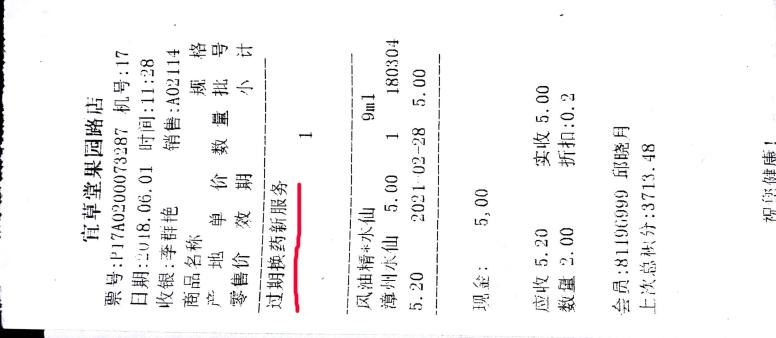 宜草堂果园路店
票号:P17A0200073287 机号:17
日期:2018.06.01 时间:11:28
收银:李群艳 销售:A02114
商品名称 规格
产地 单价 数量 批号
零售价 效期 小计
过期换药新服务
1
风油精*水仙 9ml
漳州水仙 5.00 1 180304
5.20 2021-02-28 5.00
现金: 5,00
应收 5.20 实收 5.00
数量 2.00 折扣:0.2
会员:81196999 邱晓月
上次总积分:3713.48
祝您健康!